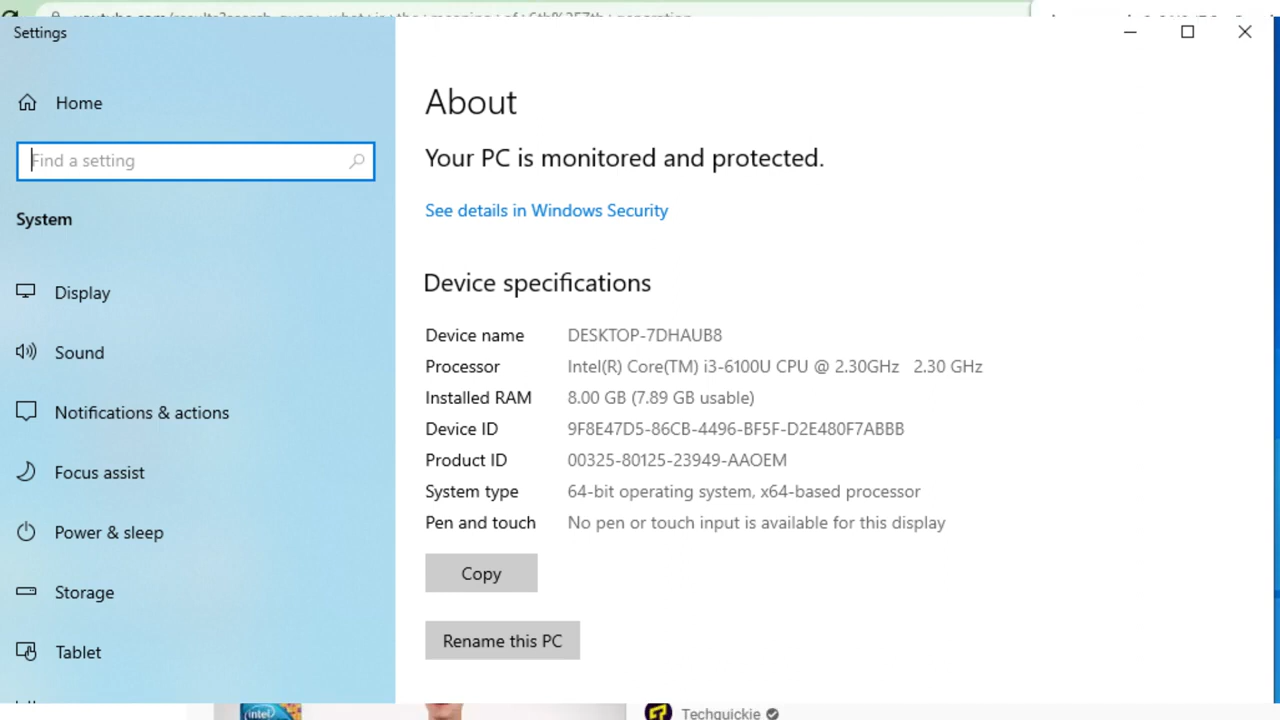 Settings
Home
Find a setting
System
Display
Sound
Notifications & actions
Focus assist
Power & sleep
Storage
Tablet
About
Your PC is monitored and protected.
See details in Windows Security
Device specifications
Device name DESKTOP-7DHAUB8
Processor Intel(R) Core(TM) i3-6100U CPU @ 2.30GHz 2.30 GHz
Installed RAM 8.00 GB (7.89 GB usable)
Device ID 9F8E47D5-86CB-4496-BF5F-D2E480F7ABBB
Product ID 00325-80125-23949-AAOEM
System type 64-bit operating system, x64-based processor
Pen and touch No pen or touch input is available for this display
Copy
Rename this PC
intel
Techquickie